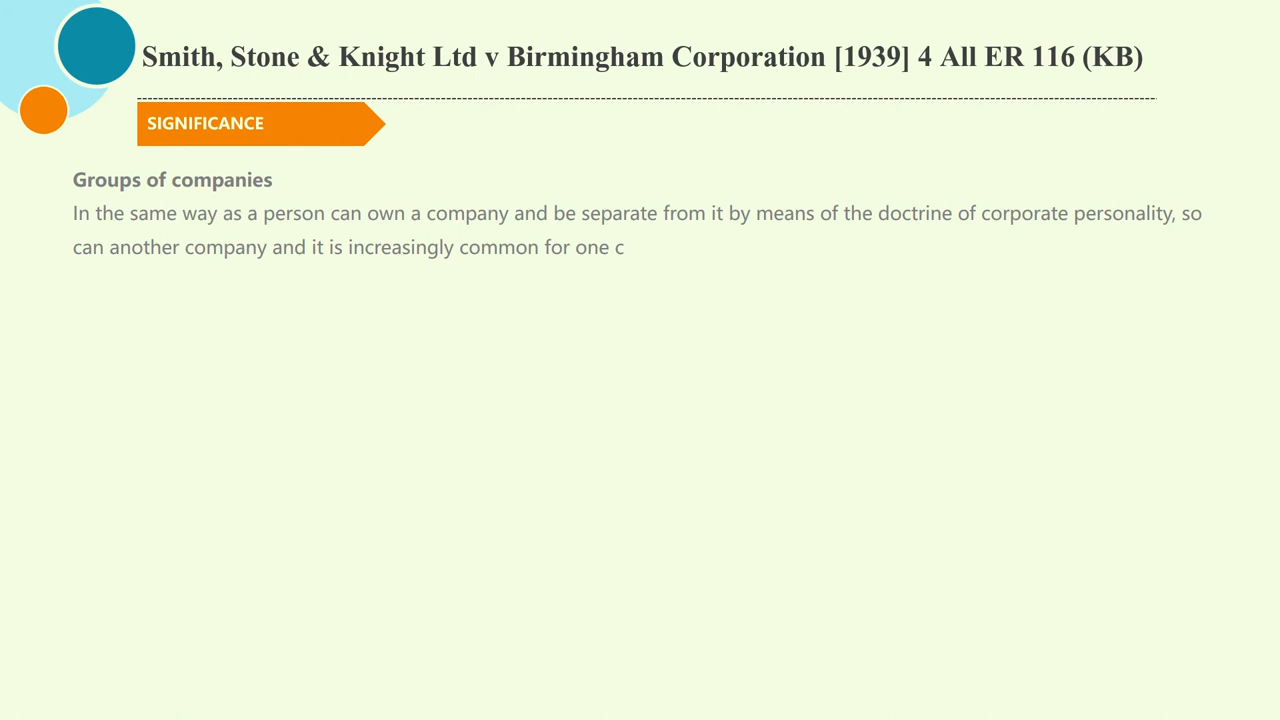 Smith, Stone & Knight Ltd v Birmingham Corporation [1939] 4 All ER 116 (KB)
SIGNIFICANCE
Groups of companies
In the same way as a person can own a company and be separate from it by means of the doctrine of corporate personality, so
can another company and it is increasingly common for one c